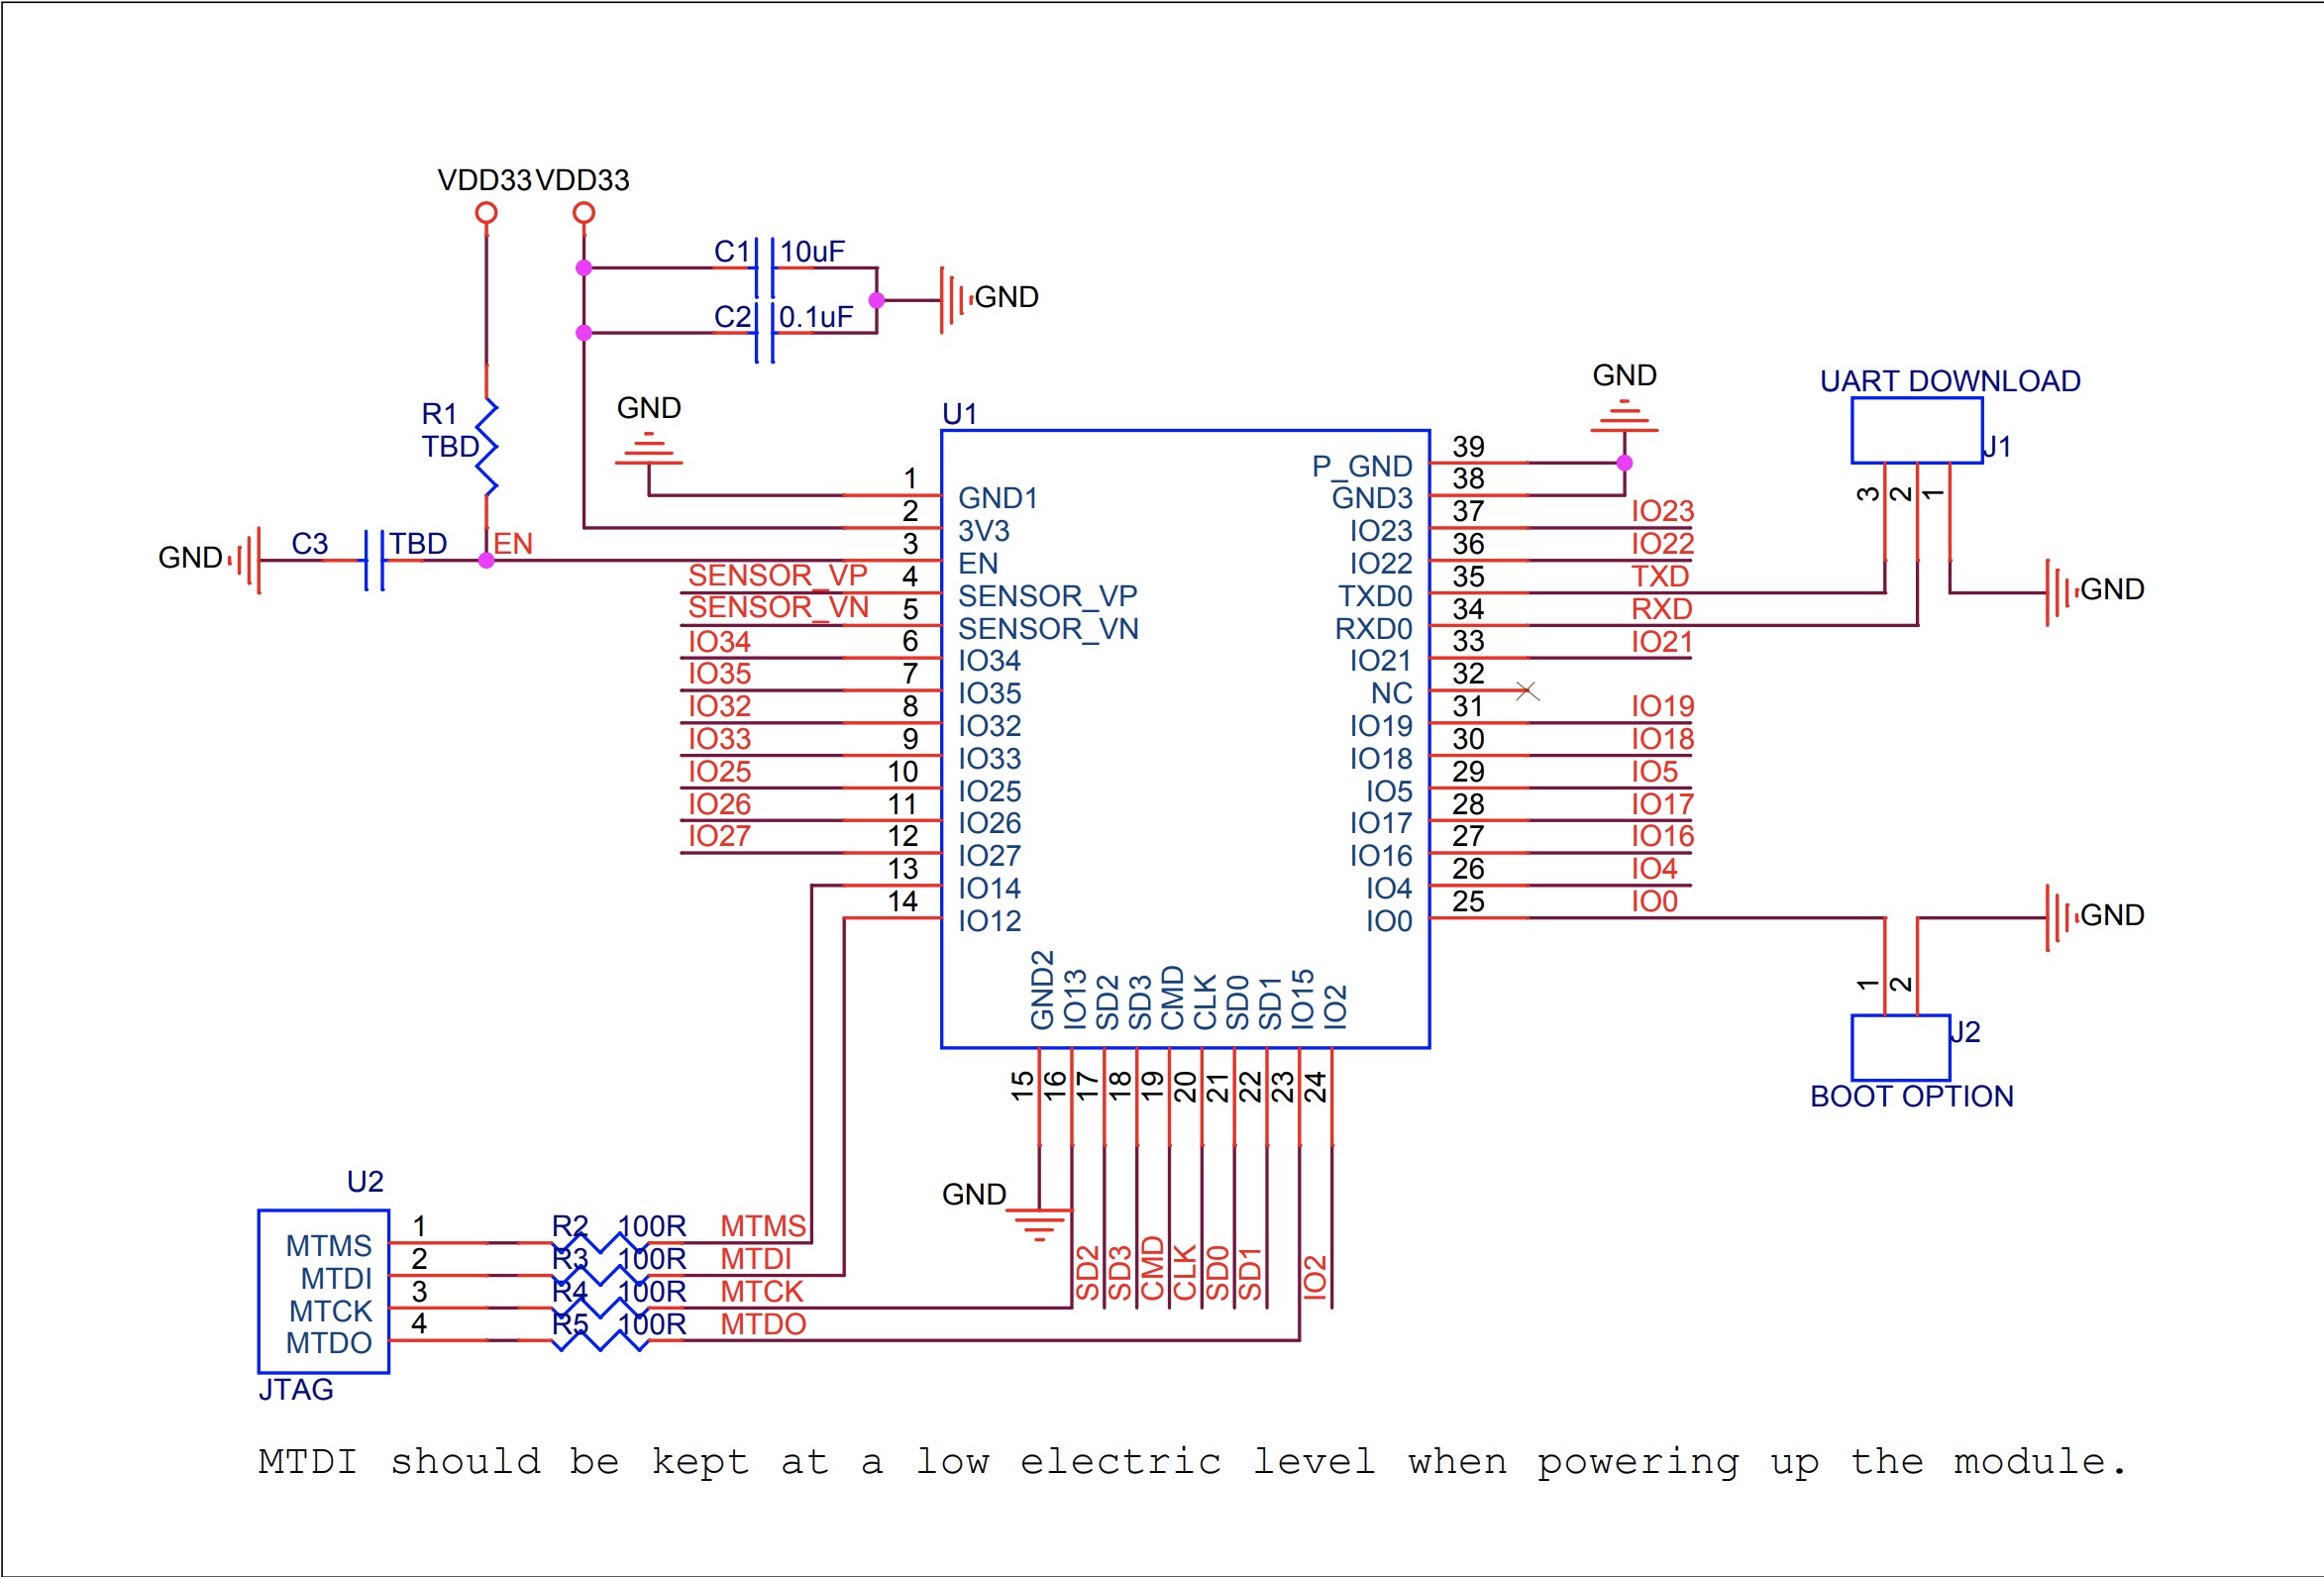 VDD33 VDD33
C1 10uF
GND
C2 0.1uF
R1
TBD
GND
C3 TBD EN
GND
U1
GND
UART DOWNLOAD
J1
3 2 1
GND
1 GND1
2 3V3
3 EN
SENSOR_VP 4 SENSOR_VP
SENSOR_VN 5 SENSOR_VN
IO34 6 IO34
IO35 7 IO35
IO32 8 IO32
IO33 9 IO33
IO25 10 IO25
IO26 11 IO26
IO27 12 IO27
13 IO14
14 IO12
P_GND 39
GND3 38
IO23 37 IO23
IO22 36 IO22
TXD0 35 TXD
RXD0 34 RXD
IO21 33 IO21
NC 32
IO19 31 IO19
IO18 30 IO18
IO5 29 IO5
IO17 28 IO17
IO16 27 IO16
IO4 26 IO4
IO0 25 IO0
GND
1 2
J2
BOOT OPTION
GND2 IO13 SD2 SD3 CMD CLK SD0 SD1 IO15 IO2
15 16 17 18 19 20 21 22 23 24
GND
SD2 SD3 CMD CLK SD0 SD1 IO2
U2
MTMS 1 R2 100R MTMS
MTDI 2 R3 100R MTDI
MTCK 3 R4 100R MTCK
MTDO 4 R5 100R MTDO
JTAG
MTDI should be kept at a low electric level when powering up the module.